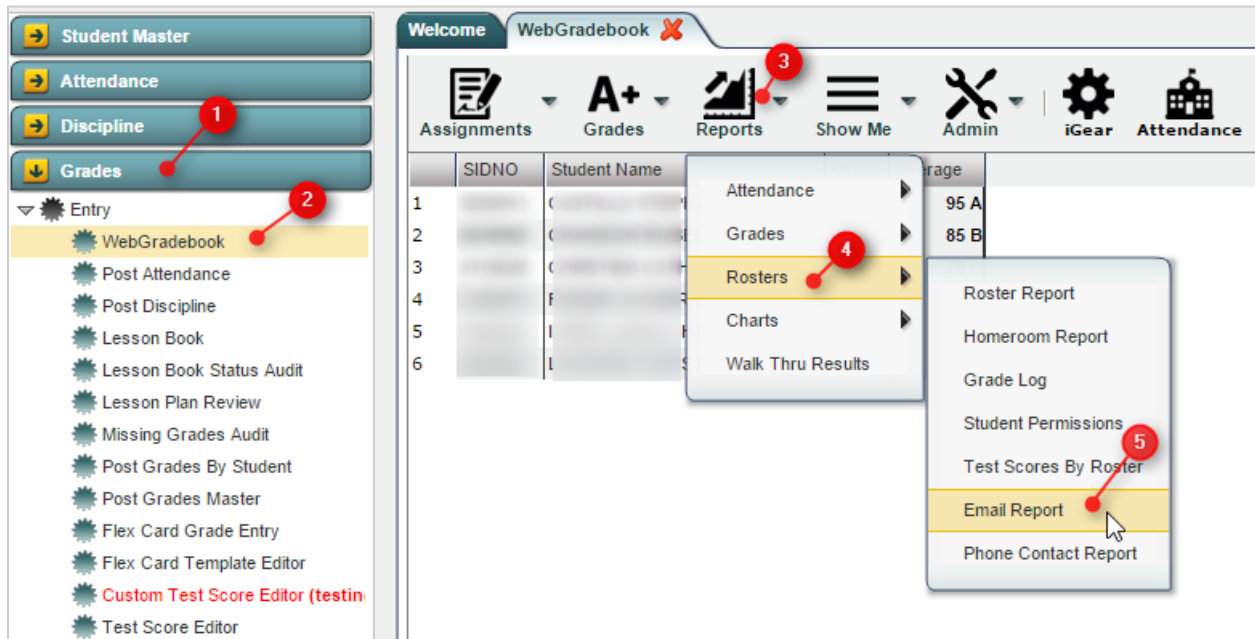 Student Master
Attendance
Discipline
1
Grades
Entry
2
WebGradebook
Post Attendance
Post Discipline
Lesson Book
Lesson Book Status Audit
Lesson Plan Review
Missing Grades Audit
Post Grades By Student
Post Grades Master
Flex Card Grade Entry
Flex Card Template Editor
Custom Test Score Editor (testin
Test Score Editor
Welcome WebGradebook
3
Assignments A+ Grades Reports Show Me Admin iGear Attendance
SIDNO Student Name erage
1 95 A
2 85 B
3
4
5
6
Attendance
Grades
4
Rosters
Charts
Walk Thru Results
Roster Report
Homeroom Report
Grade Log
Student Permissions
5
Test Scores By Roster
Email Report
Phone Contact Report